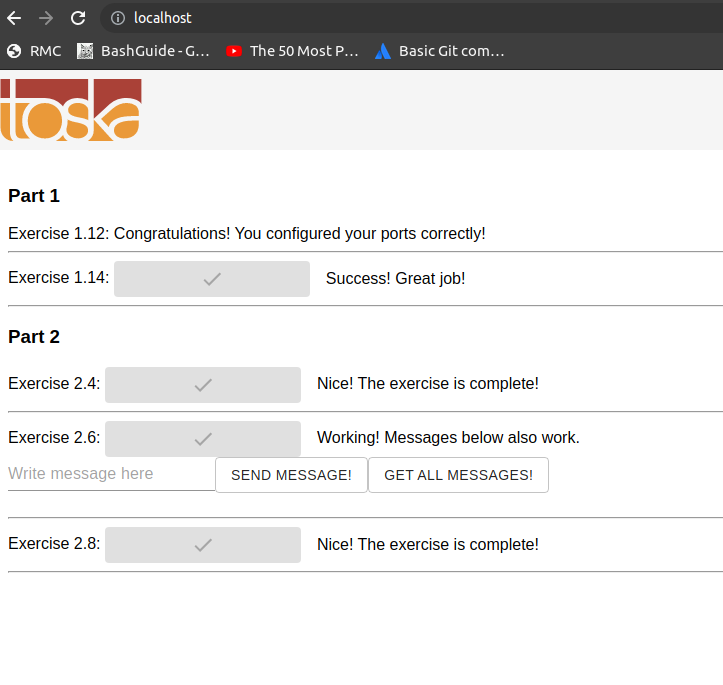 localhost
RMC BashGuide - G... The 50 Most P... Basic Git com...
toska
Part 1
Exercise 1.12: Congratulations! You configured your ports correctly!
Exercise 1.14: Success! Great job!
Part 2
Exercise 2.4: Nice! The exercise is complete!
Exercise 2.6: Working! Messages below also work.
Write message here SEND MESSAGE! GET ALL MESSAGES!
Exercise 2.8: Nice! The exercise is complete!